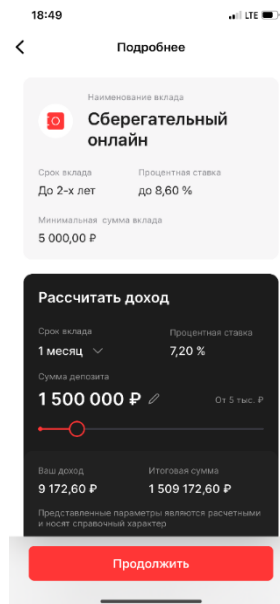 18:49
LTE
Подробнее
Наименование вклада
Сберегательный
онлайн
Срок вклада
Процентная ставка
До 2-х лет
до 8,60 %
Минимальная сумма вклада
5 000,00 ₽
Рассчитать доход
Срок вклада
Процентная ставка
1 месяц
7,20 %
Сумма депозита
1 500 000 ₽
От 5 тыс. ₽
Ваш доход
Итоговая сумма
9 172,60 ₽
1 509 172,60 ₽
Представленные параметры являются расчетными
и носят справочный характер
Продолжить